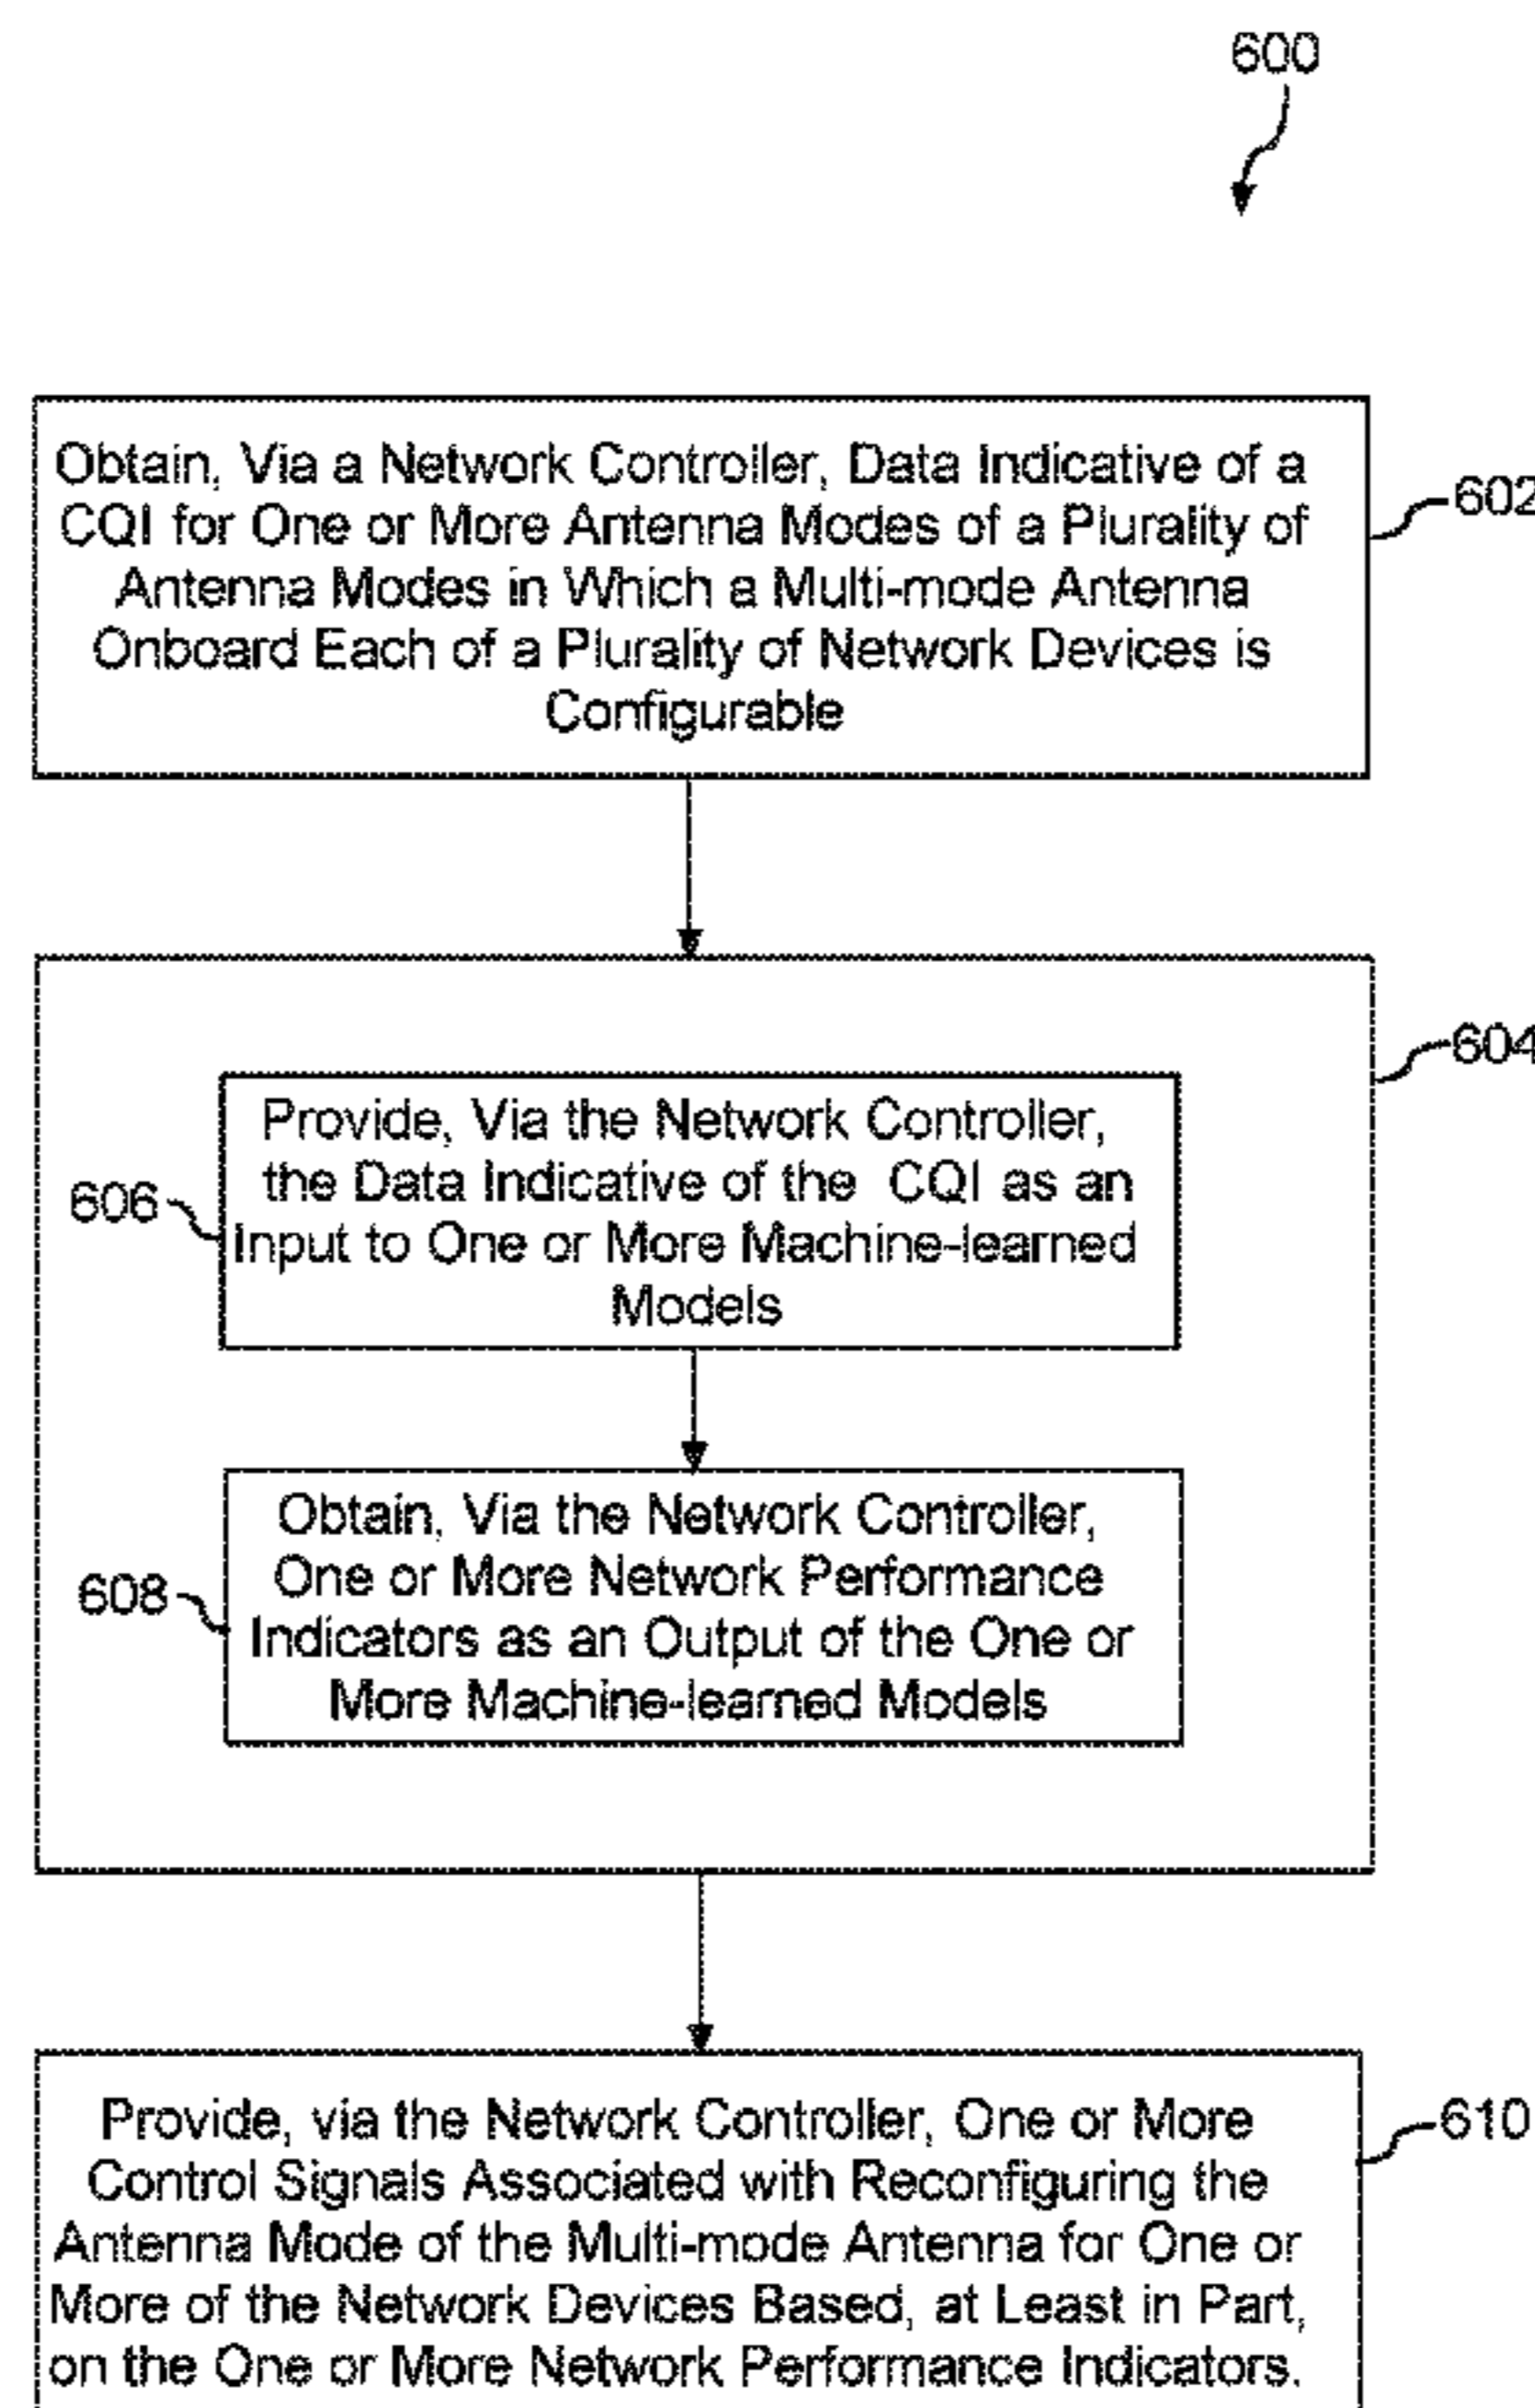 600
Obtain, Via a Network Controller, Data Indicative of a
CQI for One or More Antenna Modes of a Plurality of
Antenna Modes in Which a Multi-mode Antenna
Onboard Each of a Plurality of Network Devices is
Configurable
602
604
Provide, Via the Network Controller,
the Data Indicative of the CQI as an
Input to One or More Machine-learned
Models
606
Obtain, Via the Network Controller,
One or More Network Performance
Indicators as an Output of the One or
More Machine-learned Models
608
Provide, via the Network Controller, One or More
Control Signals Associated with Reconfiguring the
Antenna Mode of the Multi-mode Antenna for One or
More of the Network Devices Based, at Least in Part,
on the One or More Network Performance Indicators.
610